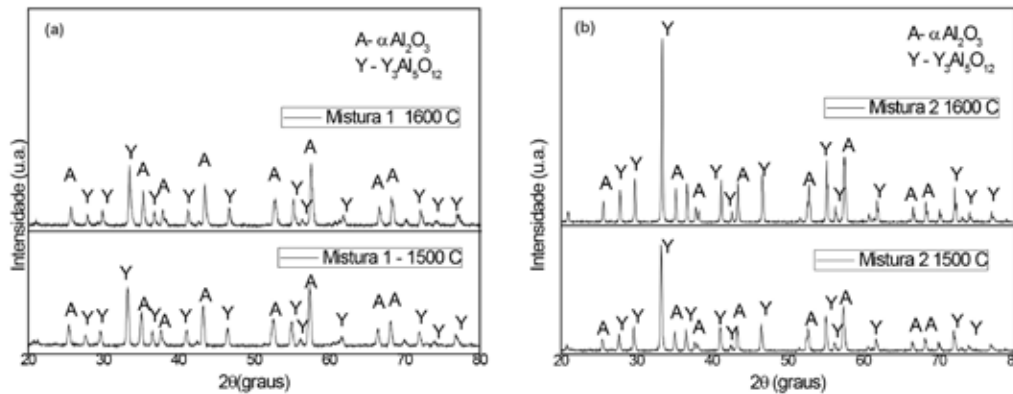 (a)
A- α Al₂O₃
Y - Y₃Al₅O₁₂
Mistura 1 1600 C
A Y Y Y A Y A Y A Y A Y Y A Y A A Y Y Y
Mistura 1 - 1500 C
A Y Y Y A Y A Y A Y A Y Y A Y A A Y Y Y
Intensidade (u.a.)
20 30 40 50 60 70 80
2θ(graus)
(b)
A- α Al₂O₃
Y - Y₃Al₅O₁₂
Mistura 2 1600 C
A Y Y Y A A Y Y A Y A Y Y A Y A A Y Y Y
Mistura 2 1500 C
A Y Y Y A Y A Y Y A Y A Y Y A Y A A Y Y Y
Intensidade (u.a.)
20 30 40 50 60 70 80
2θ(graus)